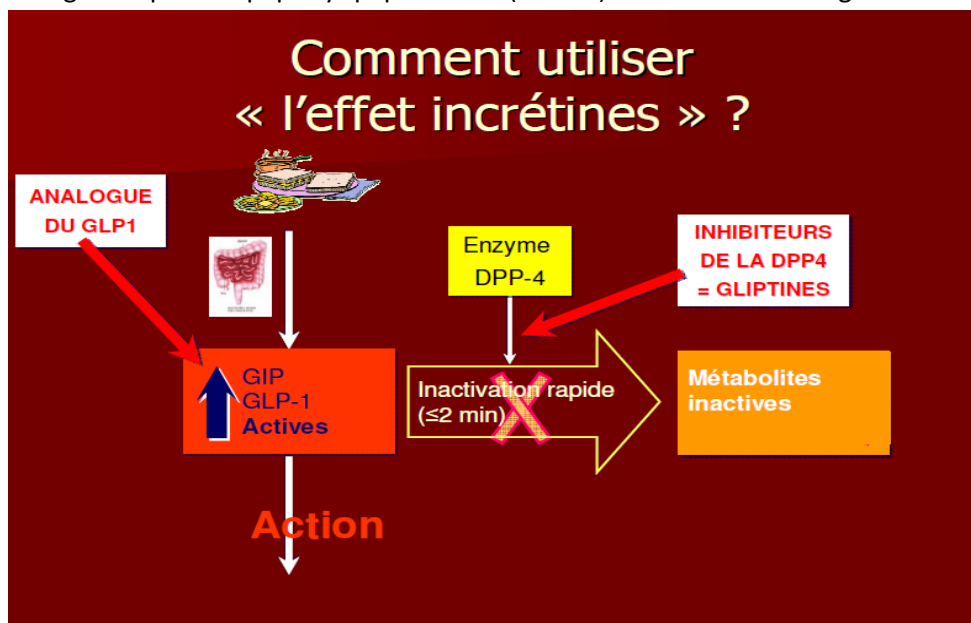 Comment utiliser
« l'effet incrétines » ?
ANALOGUE
DU GLP1
Enzyme
DPP-4
INHIBITEURS
DE LA DPP4
= GLIPTINES
GIP
GLP-1
Actives
Inactivation rapide
(≤2 min)
Métabolites
inactives
Action